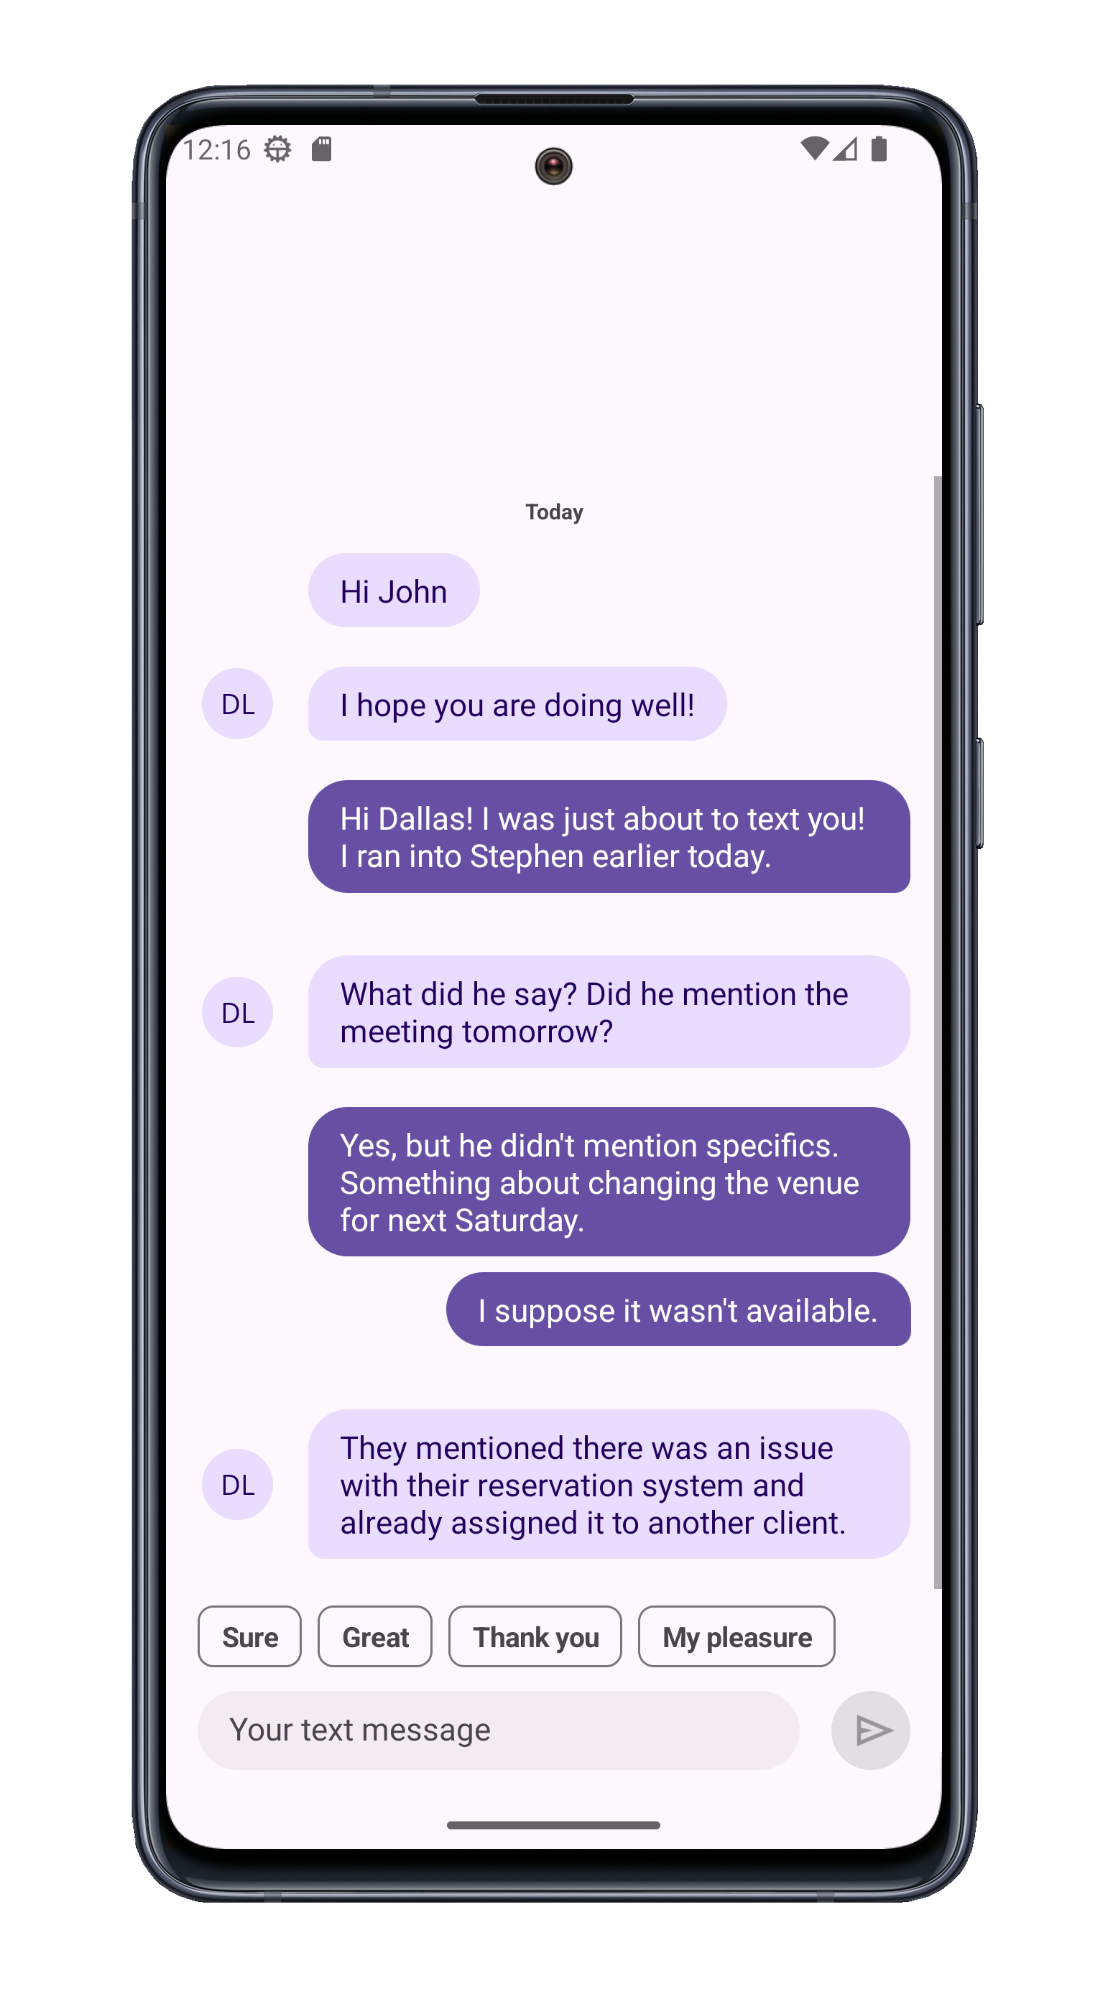 12:16
Today
Hi John
DL
I hope you are doing well!
Hi Dallas! I was just about to text you!
I ran into Stephen earlier today.
DL
What did he say? Did he mention the
meeting tomorrow?
Yes, but he didn't mention specifics.
Something about changing the venue
for next Saturday.
I suppose it wasn't available.
DL
They mentioned there was an issue
with their reservation system and
already assigned it to another client.
Sure
Great
Thank you
My pleasure
Your text message